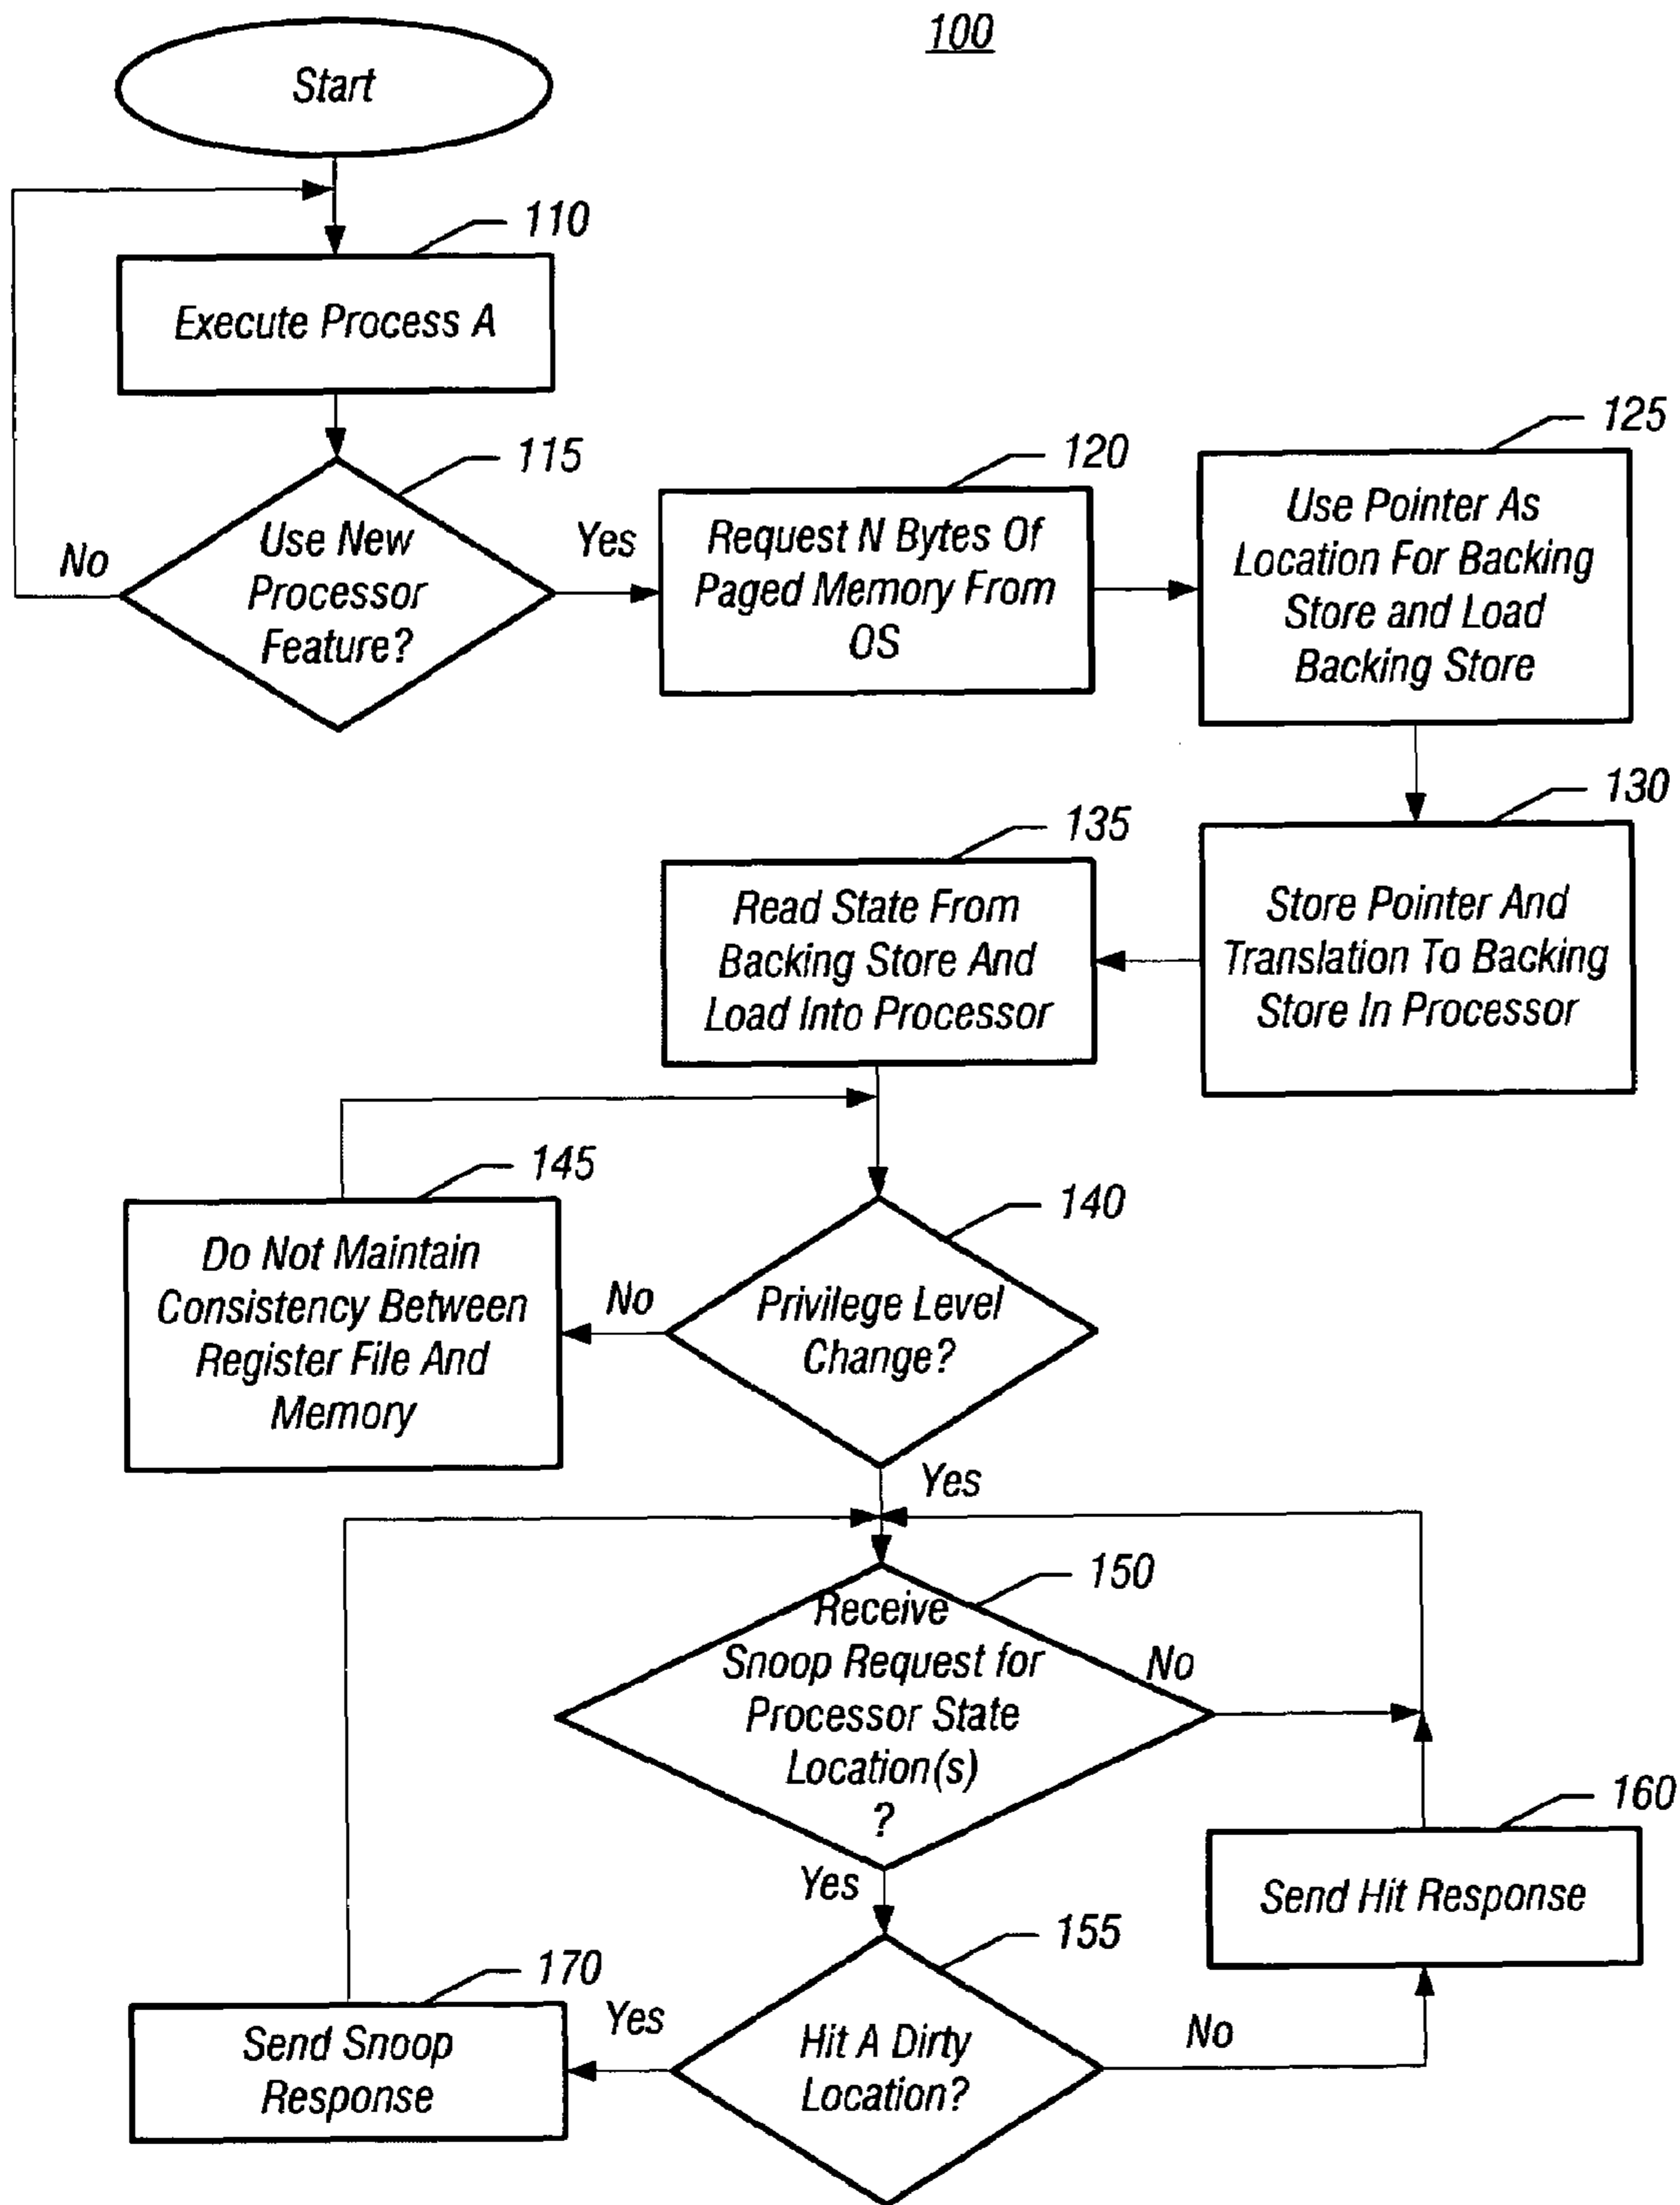 100
Start
110
Execute Process A
115
Use New
Processor
Feature?
No
Yes
120
Request N Bytes Of
Paged Memory From
OS
125
Use Pointer As
Location For Backing
Store and Load
Backing Store
130
Store Pointer And
Translation To Backing
Store In Processor
135
Read State From
Backing Store And
Load Into Processor
140
Privilege Level
Change?
No
145
Do Not Maintain
Consistency Between
Register File And
Memory
Yes
150
Receive
Snoop Request for
Processor State
Location(s)
?
No
Yes
155
Hit A Dirty
Location?
No
160
Send Hit Response
Yes
170
Send Snoop
Response